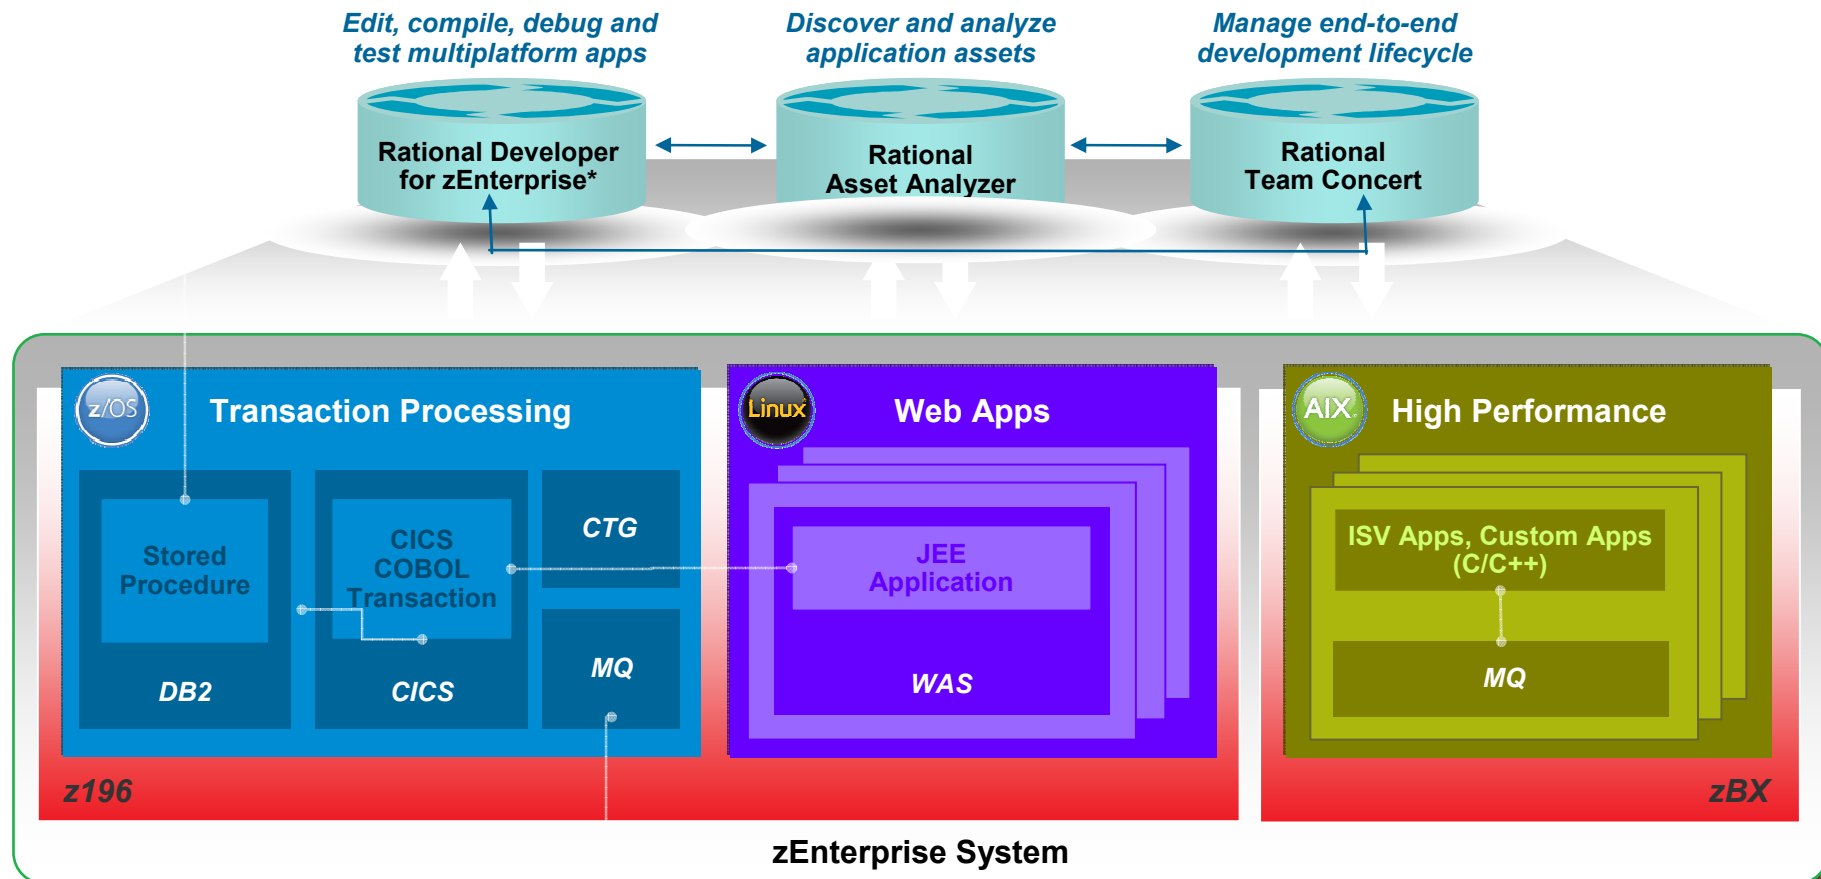 Edit, compile, debug and
test multiplatform apps
Discover and analyze
application assets
Manage end-to-end
development lifecycle
Rational Developer
for zEnterprise*
Rational
Asset Analyzer
Rational
Team Concert
z/OS
Transaction Processing
Stored
Procedure
DB2
CICS
COBOL
Transaction
CICS
CTG
MQ
Linux
Web Apps
JEE
Application
WAS
AIX
High Performance
ISV Apps, Custom Apps
(C/C++)
MQ
z196
zBX
zEnterprise System